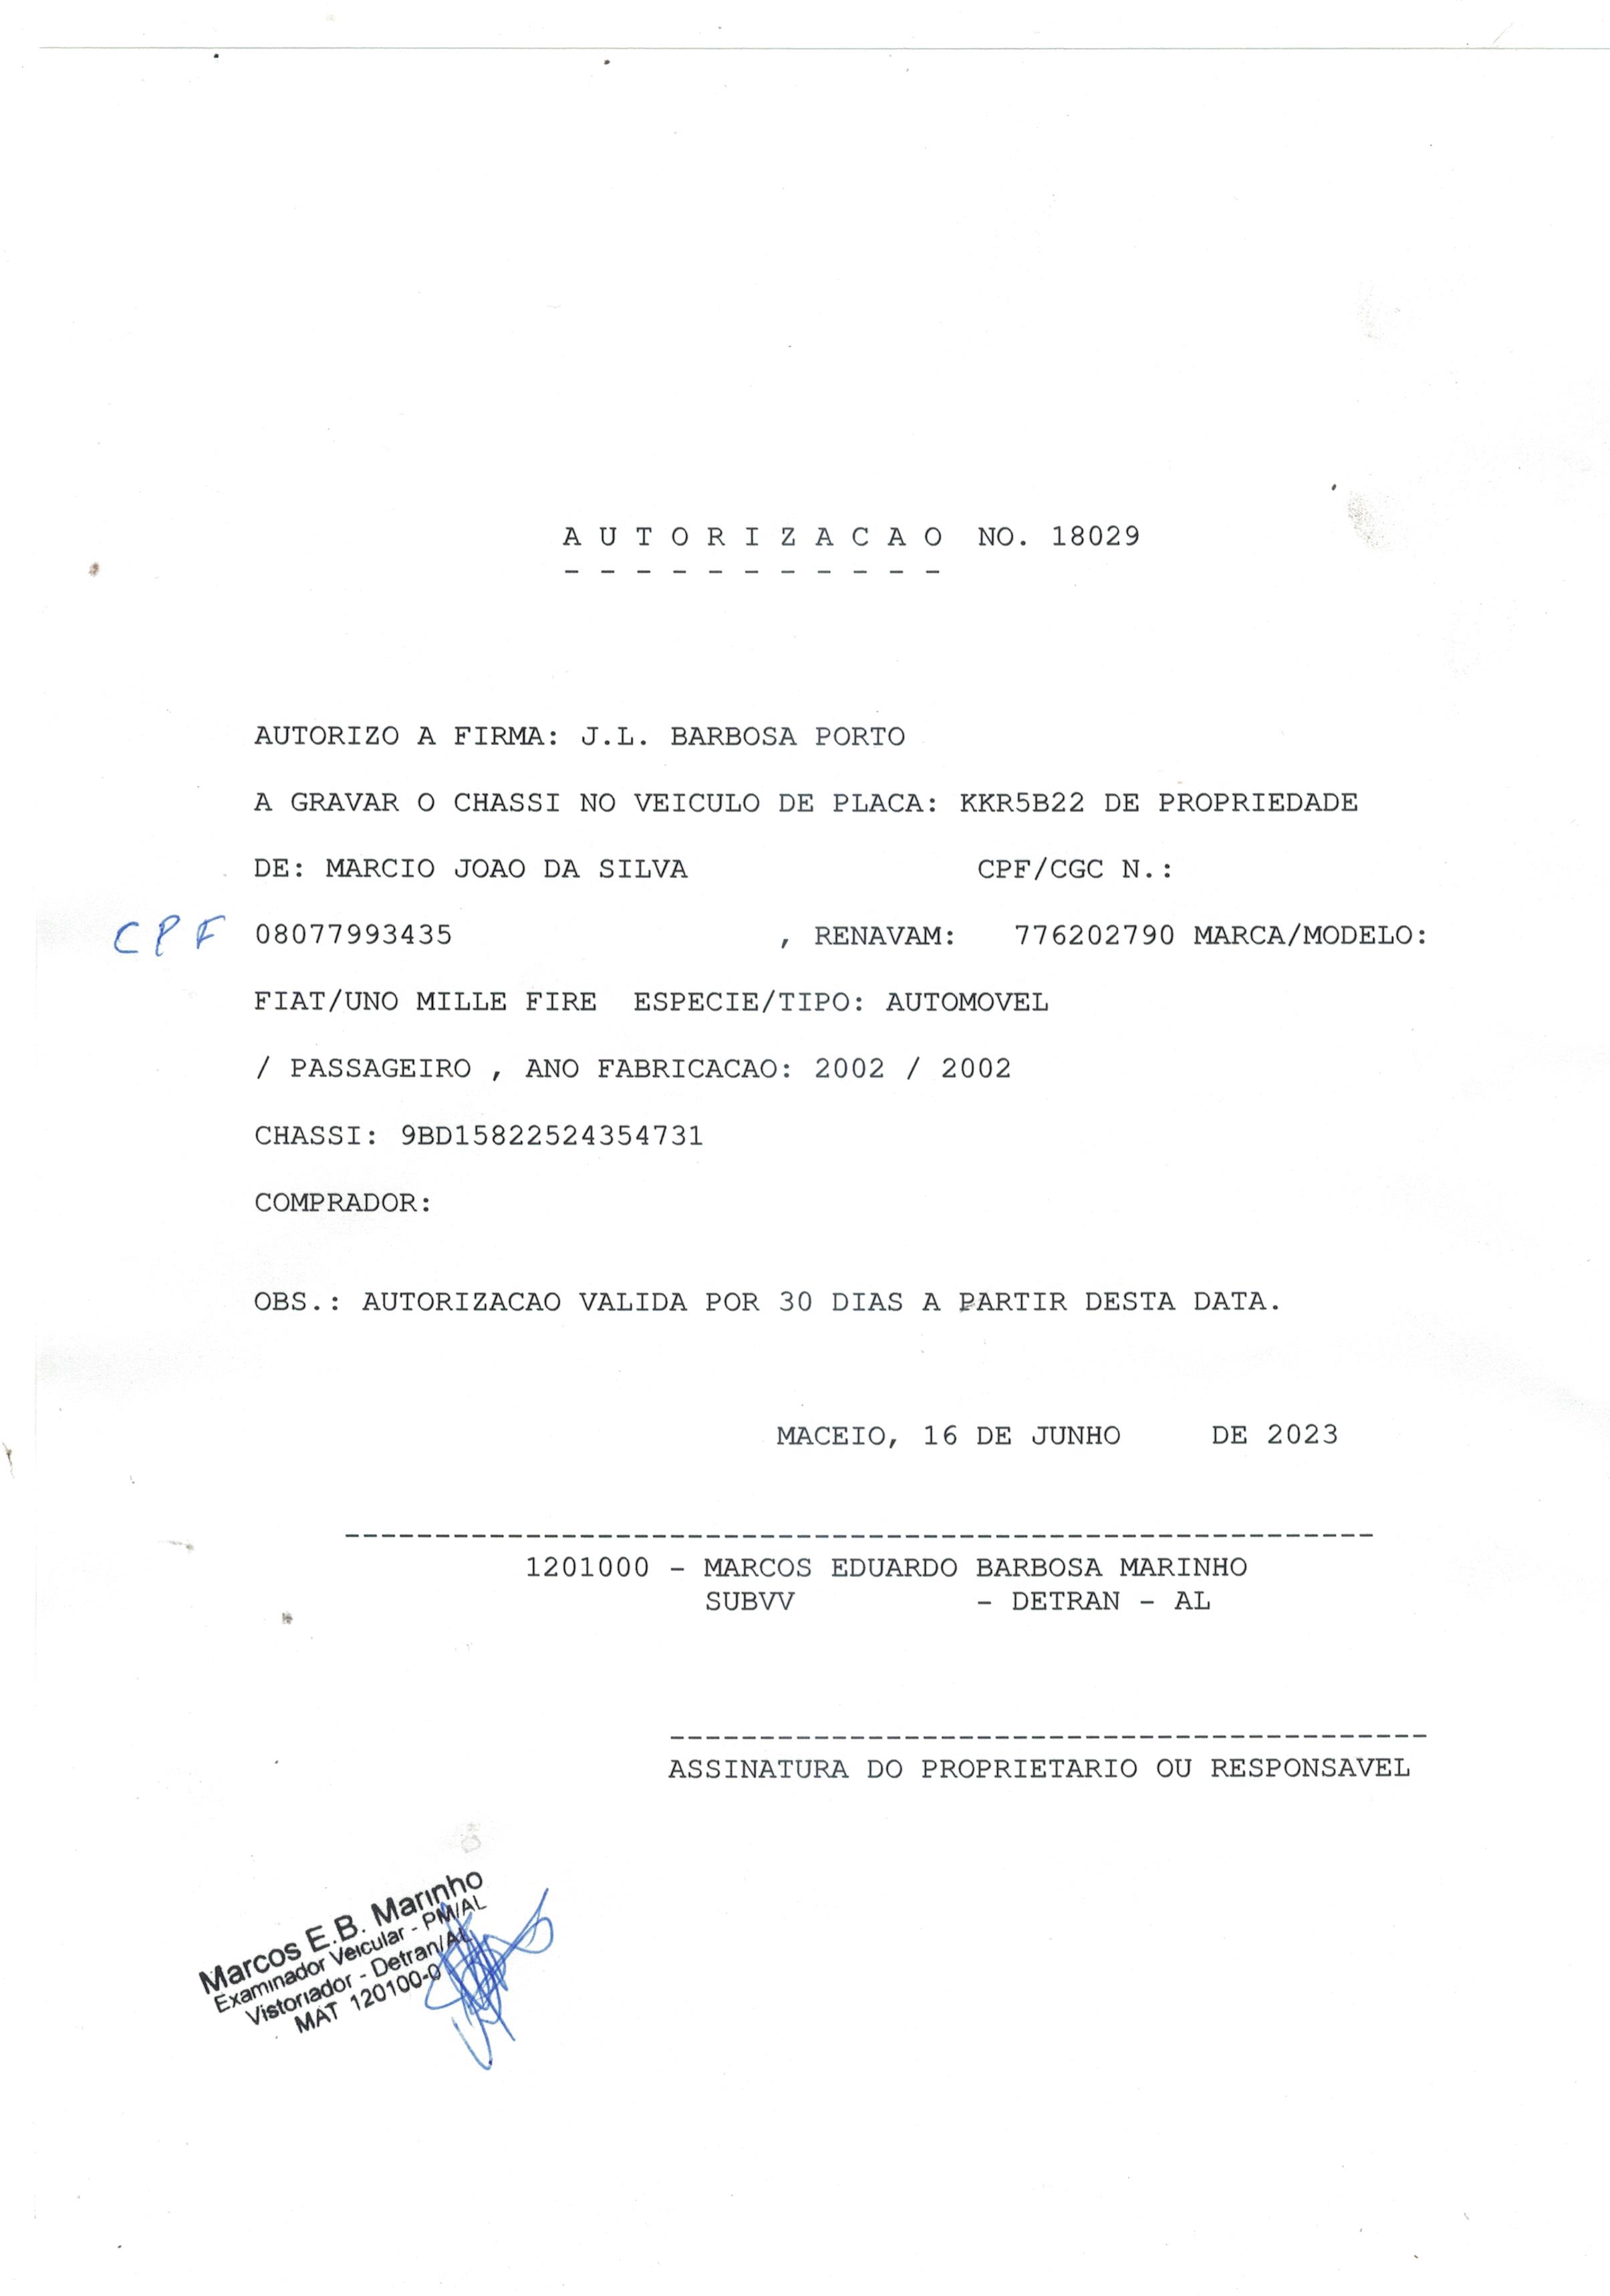 A U T O R I Z A C A O NO. 18029
- - - - - - - - - - -
AUTORIZO A FIRMA: J.L. BARBOSA PORTO
A GRAVAR O CHASSI NO VEICULO DE PLACA: KKR5B22 DE PROPRIEDADE
DE: MARCIO JOAO DA SILVA CPF/CGC N.:
CPF 08077993435 , RENAVAM: 776202790 MARCA/MODELO:
FIAT/UNO MILLE FIRE ESPECIE/TIPO: AUTOMOVEL
/ PASSAGEIRO , ANO FABRICACAO: 2002 / 2002
CHASSI: 9BD15822524354731
COMPRADOR:
OBS.: AUTORIZACAO VALIDA POR 30 DIAS A PARTIR DESTA DATA.
MACEIO, 16 DE JUNHO DE 2023
---------------------------------------------------------
1201000 - MARCOS EDUARDO BARBOSA MARINHO
SUBVV - DETRAN - AL
------------------------------------------
ASSINATURA DO PROPRIETARIO OU RESPONSAVEL
Marcos E.B. Marinho
Examinador Veicular - PM/AL
Vistoriador - Detran/AL
MAT 120100-0